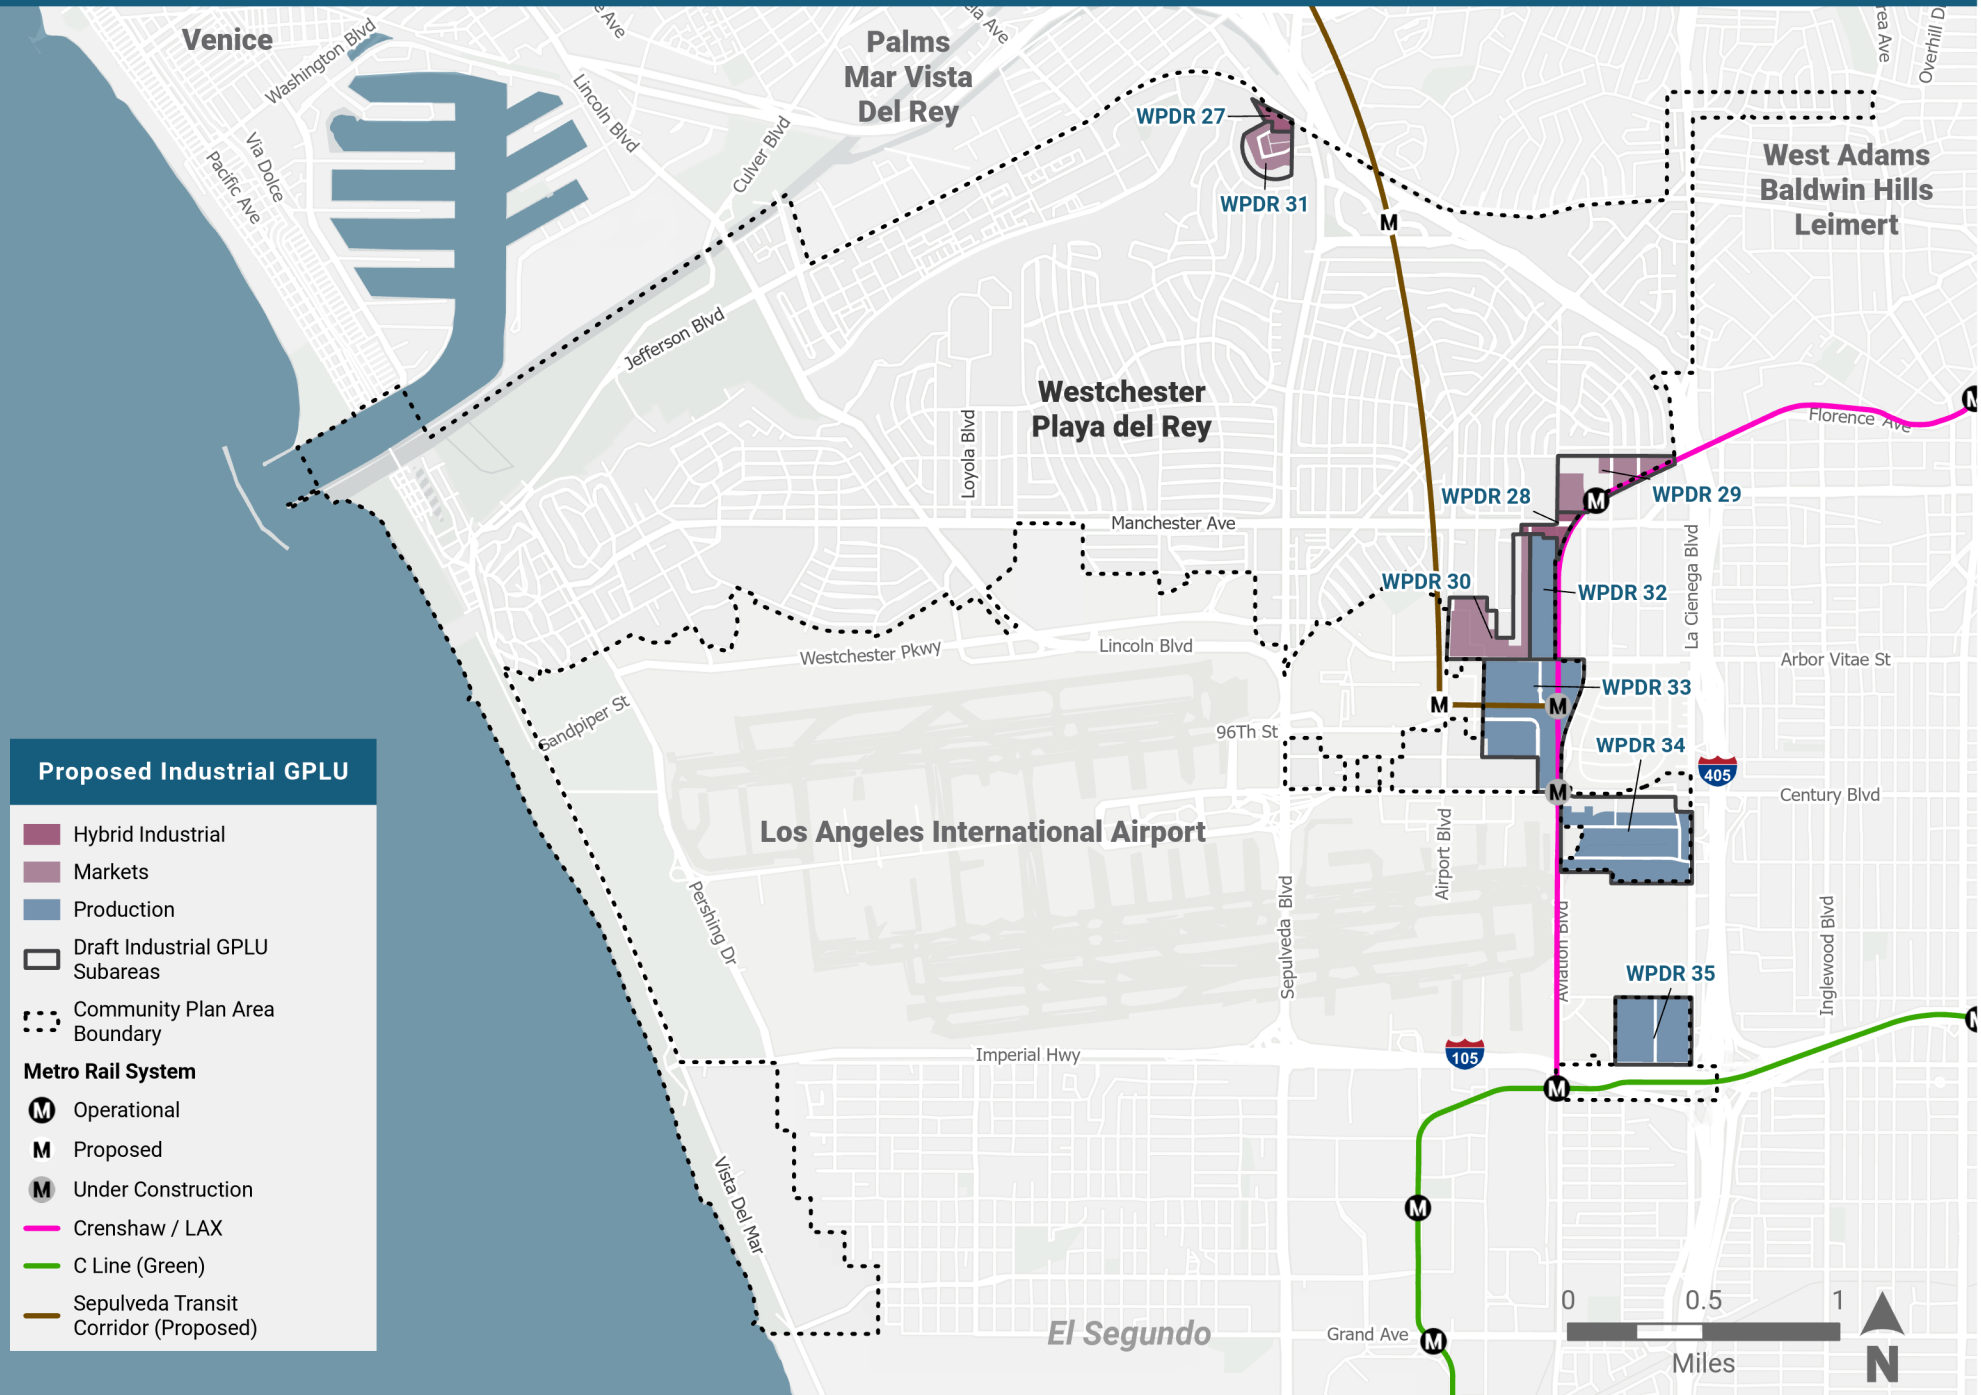 Venice
Washington Blvd
Lincoln Blvd
Via Dolce
Pacific Ave
Culver Blvd
Palms
Mar Vista
Del Rey
WPDR 27
WPDR 31
M
West Adams
Baldwin Hills
Leimert
Overhill D
rea Ave
e Ave
Jefferson Blvd
Westchester
Playa del Rey
Loyola Blvd
Florence Ave
M
WPDR 28
M
WPDR 29
Manchester Ave
La Cienega Blvd
WPDR 30
WPDR 32
Westchester Pkwy
Lincoln Blvd
Arbor Vitae St
WPDR 33
M
M
Sandpiper St
96Th St
WPDR 34
405
M
Century Blvd
Los Angeles International Airport
Airport Blvd
Pershing Dr
Sepulveda Blvd
Aviation Blvd
Inglewood Blvd
WPDR 35
M
Imperial Hwy
105
M
Vista Del Mar
M
El Segundo
Grand Ave
M
Proposed Industrial GPLU
Hybrid Industrial
Markets
Production
Draft Industrial GPLU
Subareas
Community Plan Area
Boundary
Metro Rail System
M Operational
M Proposed
M Under Construction
Crenshaw / LAX
C Line (Green)
Sepulveda Transit
Corridor (Proposed)
0 0.5 1
Miles
N